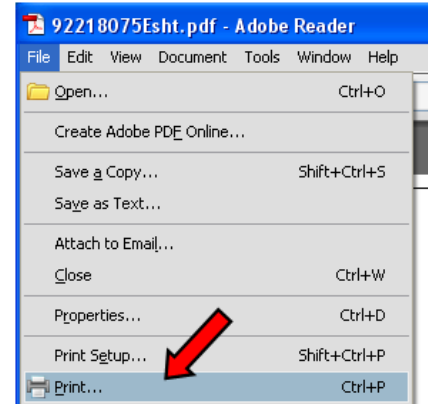 92218075Esht.pdf - Adobe Reader
File Edit View Document Tools Window Help
Open... Ctrl+O
Create Adobe PDF Online...
Save a Copy... Shift+Ctrl+S
Save as Text...
Attach to Email...
Close Ctrl+W
Properties... Ctrl+D
Print Setup... Shift+Ctrl+P
Print... Ctrl+P